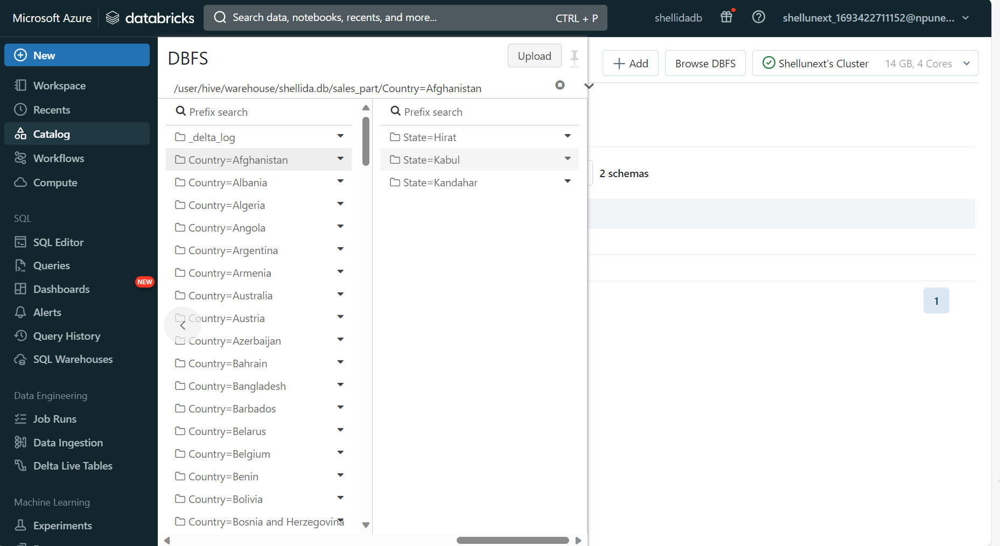 Microsoft Azure
databricks
Search data, notebooks, recents, and more...
CTRL + P
shellidadb
shellunext_1693422711152@npune...
New
Workspace
Recents
Catalog
Workflows
Compute
SQL
SQL Editor
Queries
Dashboards
NEW
Alerts
Query History
SQL Warehouses
Data Engineering
Job Runs
Data Ingestion
Delta Live Tables
Machine Learning
Experiments
DBFS
Upload
/user/hive/warehouse/shellida.db/sales_part/Country=Afghanistan
Prefix search
_delta_log
Country=Afghanistan
Country=Albania
Country=Algeria
Country=Angola
Country=Argentina
Country=Armenia
Country=Australia
Country=Austria
Country=Azerbaijan
Country=Bahrain
Country=Bangladesh
Country=Barbados
Country=Belarus
Country=Belgium
Country=Benin
Country=Bolivia
Country=Bosnia and Herzegovina
Prefix search
State=Hirat
State=Kabul
State=Kandahar
Add
Browse DBFS
Shellunext's Cluster
14 GB, 4 Cores
2 schemas
1